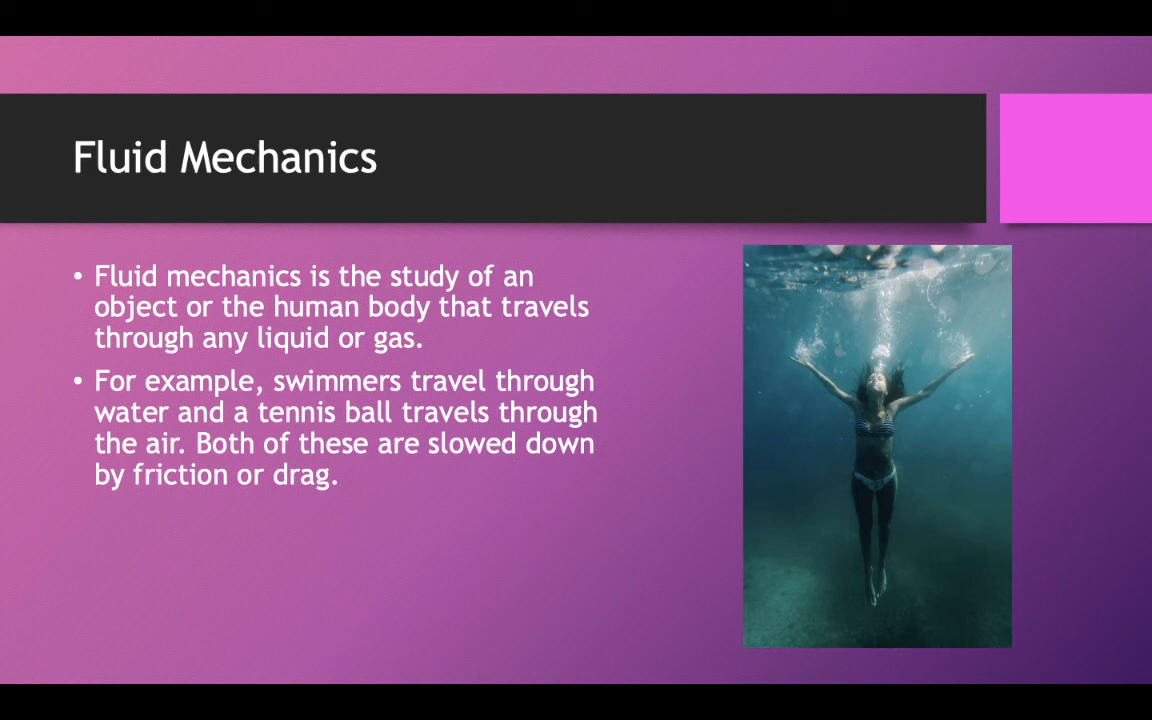 Fluid Mechanics
• Fluid mechanics is the study of an
object or the human body that travels
through any liquid or gas.
• For example, swimmers travel through
water and a tennis ball travels through
the air. Both of these are slowed down
by friction or drag.